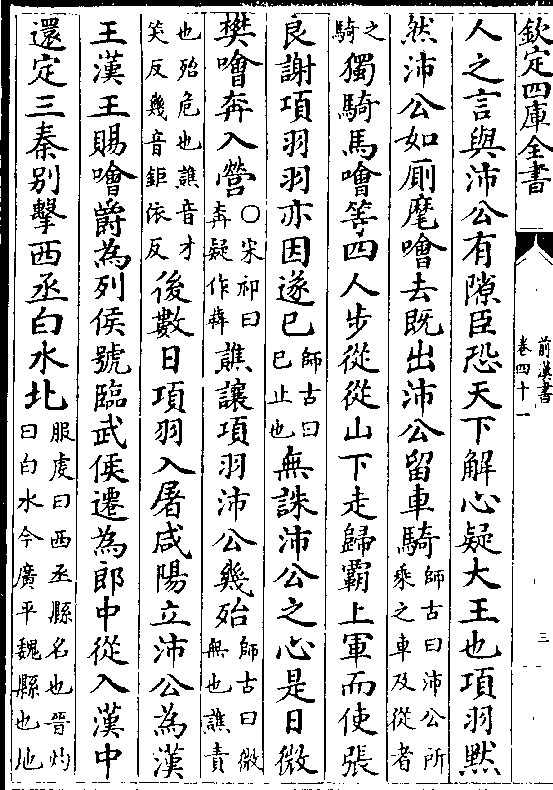 欽定四庫全書
前漢書
卷四十一
三
人之言與沛公有隙臣恐天下解心疑大王也項羽黙
然沛公如厠麾噲去既出沛公留車騎師古曰沛公所
乘之車及從者
之
騎獨騎馬噲等四人步從從山下走歸霸上軍而使張
良謝項羽羽亦因遂已師古曰
已止也無誅沛公之心是日微
樊噲奔入營○宋祁曰
奔疑作犇譙讓項羽沛公幾殆師古曰微
無也譙責
也殆危也譙音才
笑反幾音鉅依反後數日項羽入屠咸陽立沛公為漢
王漢王賜噲爵為列侯號臨武侯遷為郎中從入漢中
還定三秦别擊西丞白水北服虔曰西丞縣名也晉灼
曰白水今廣平魏縣也地